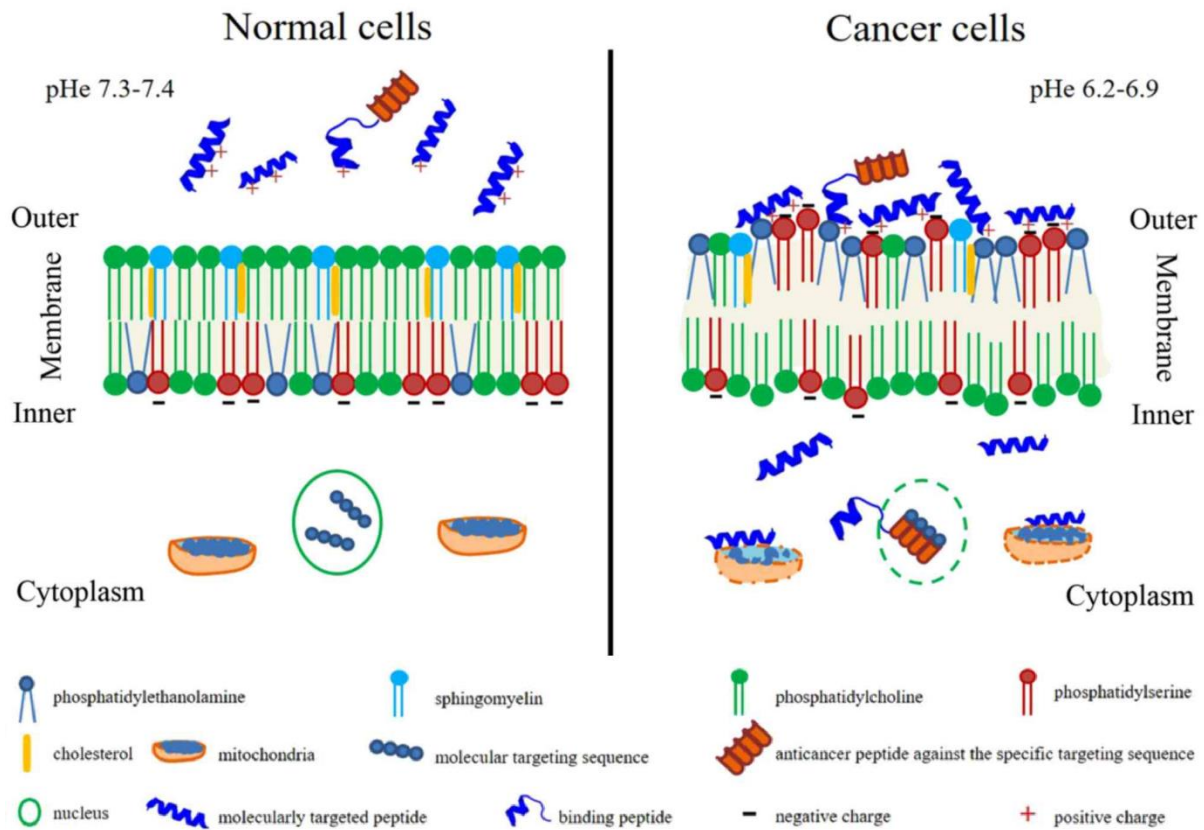 Normal cells
Cancer cells
pHe 7.3-7.4
pHe 6.2-6.9
Outer
Membrane
Inner
Cytoplasm
Outer
Membrane
Inner
Cytoplasm
phosphatidylethanolamine
sphingomyelin
phosphatidylcholine
phosphatidylserine
cholesterol
mitochondria
molecular targeting sequence
anticancer peptide against the specific targeting sequence
nucleus
molecularly targeted peptide
binding peptide
negative charge
positive charge